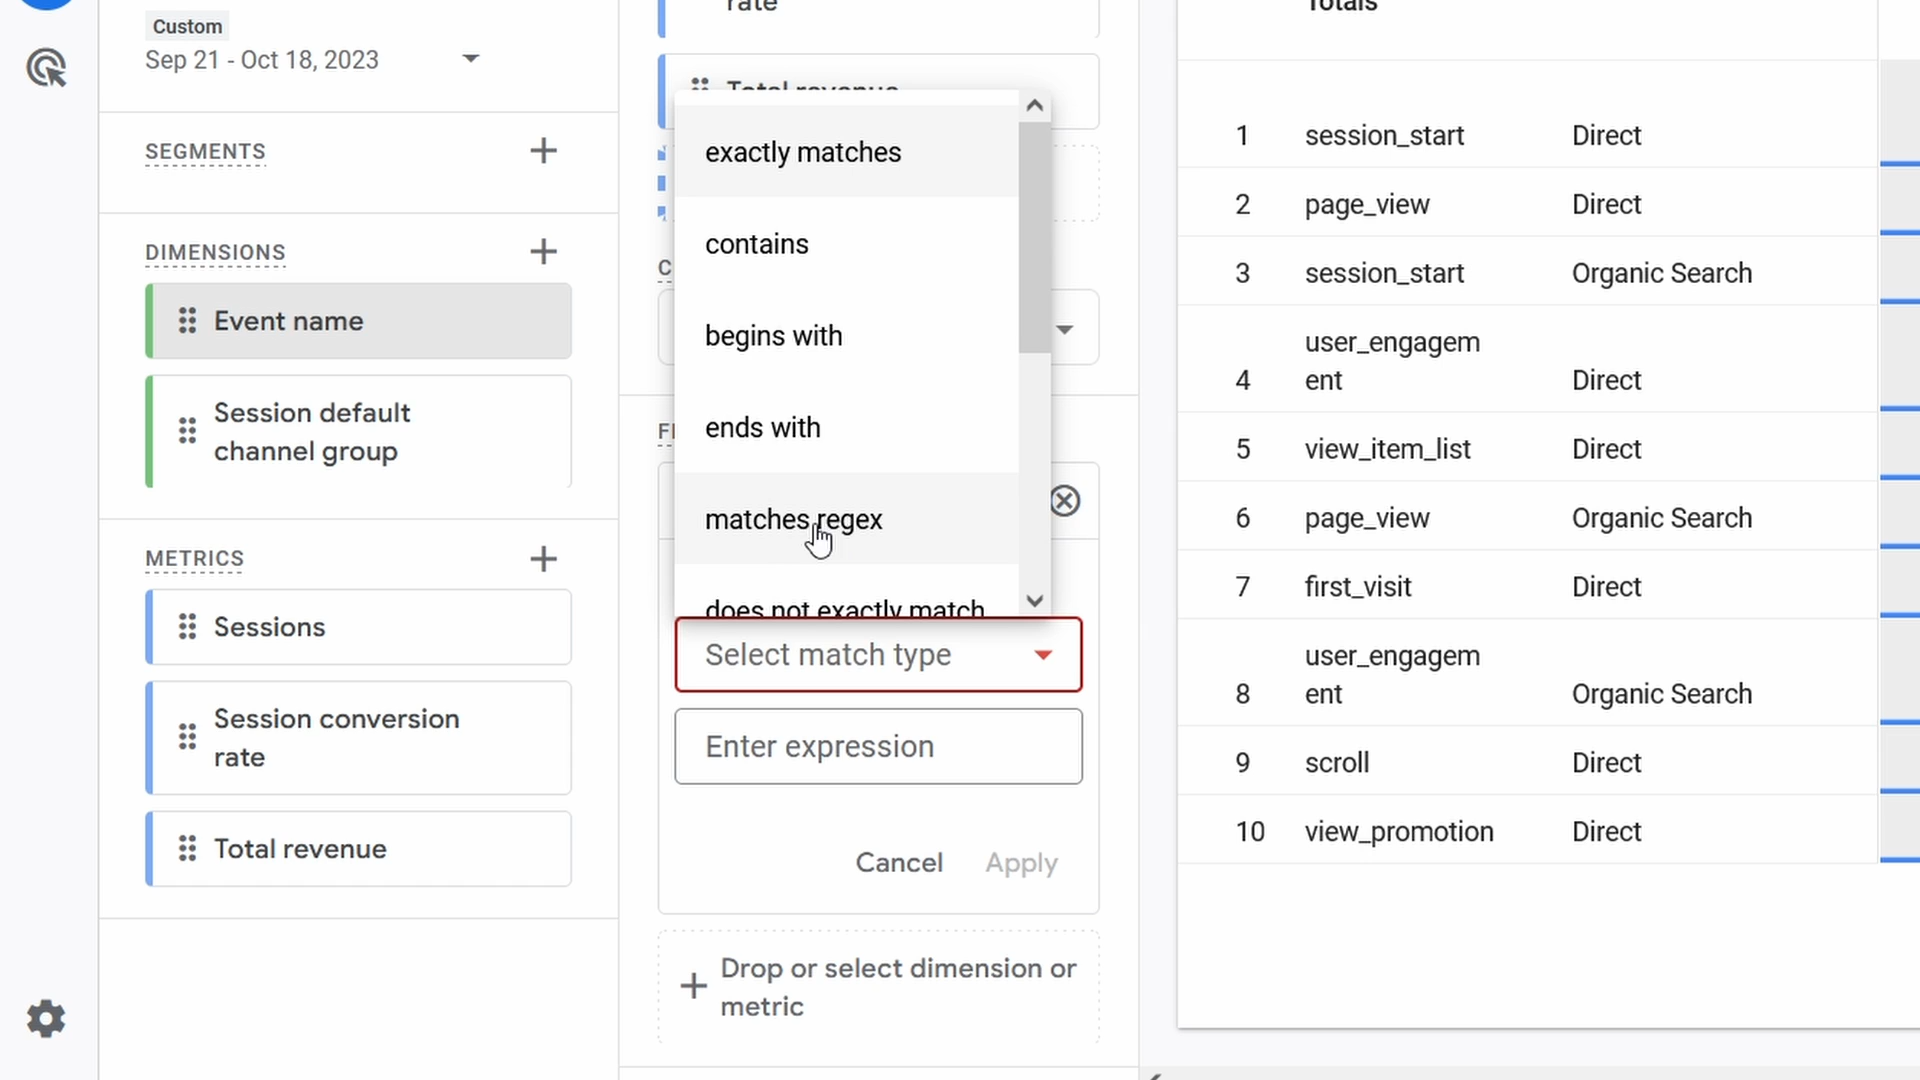 Custom
Sep 21 - Oct 18, 2023
SEGMENTS
DIMENSIONS
Event name
Session default
channel group
METRICS
Sessions
Session conversion
rate
Total revenue
rate
Total revenue
exactly matches
contains
begins with
ends with
matches regex
does not exactly match
Select match type
Enter expression
Cancel
Apply
Drop or select dimension or
metric
Totals
1 session_start Direct
2 page_view Direct
3 session_start Organic Search
user_engagem
4 ent Direct
5 view_item_list Direct
6 page_view Organic Search
7 first_visit Direct
user_engagem
8 ent Organic Search
9 scroll Direct
10 view_promotion Direct